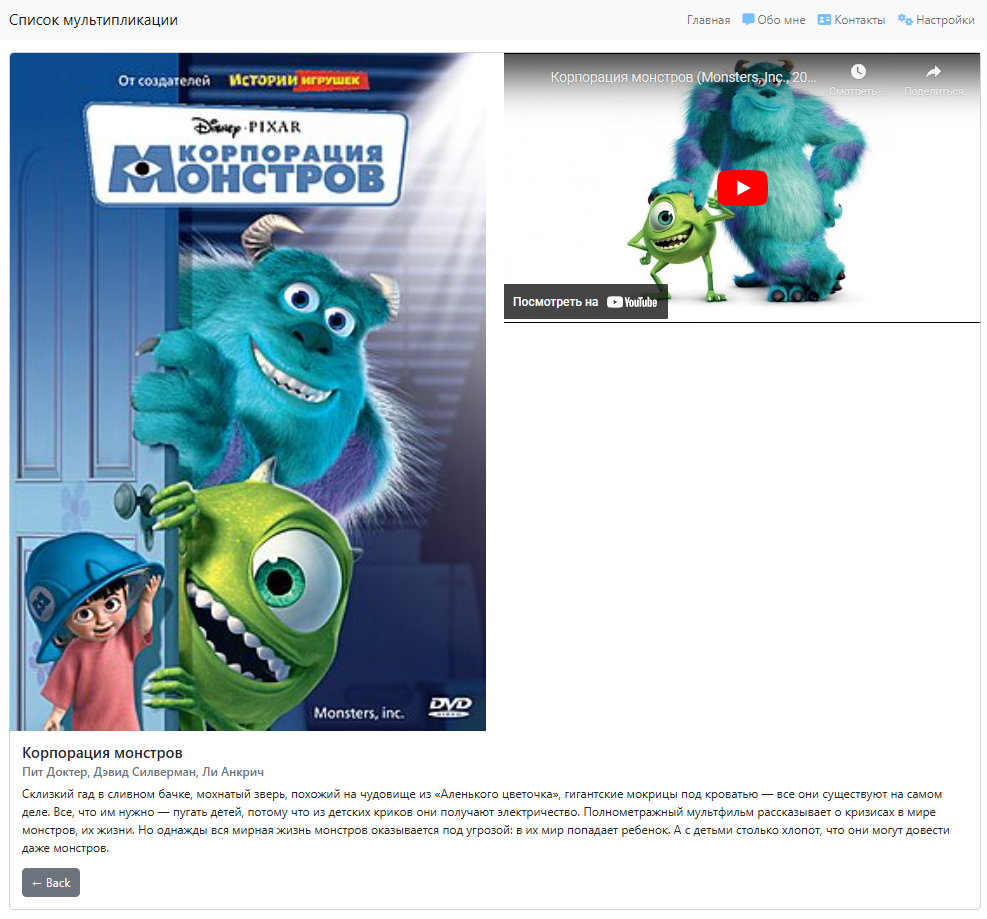 Список мультипликации
Главная Обо мне Контакты Настройки
От создателей ИСТОРИИ ИГРУШЕК
Disney·PIXAR
КОРПОРАЦИЯ
МОНСТРОВ
Monsters, inc.
DVD
VIDEO
Корпорация монстров (Monsters, Inc., 20...
Смотреть ...
Поделиться
Посмотреть на YouTube
Корпорация монстров
Пит Доктер, Дэвид Силверман, Ли Анкрич
Склизкий гад в сливном бачке, мохнатый зверь, похожий на чудовище из «Аленького цветочка», гигантские мокрицы под кроватью — все они существуют на самом
деле. Все, что им нужно — пугать детей, потому что из детских криков они получают электричество. Полнометражный мультфильм рассказывает о кризисах в мире
монстров, их жизни. Но однажды вся мирная жизнь монстров оказывается под угрозой: в их мир попадает ребенок. А с детьми столько хлопот, что они могут довести
даже монстров.
← Back